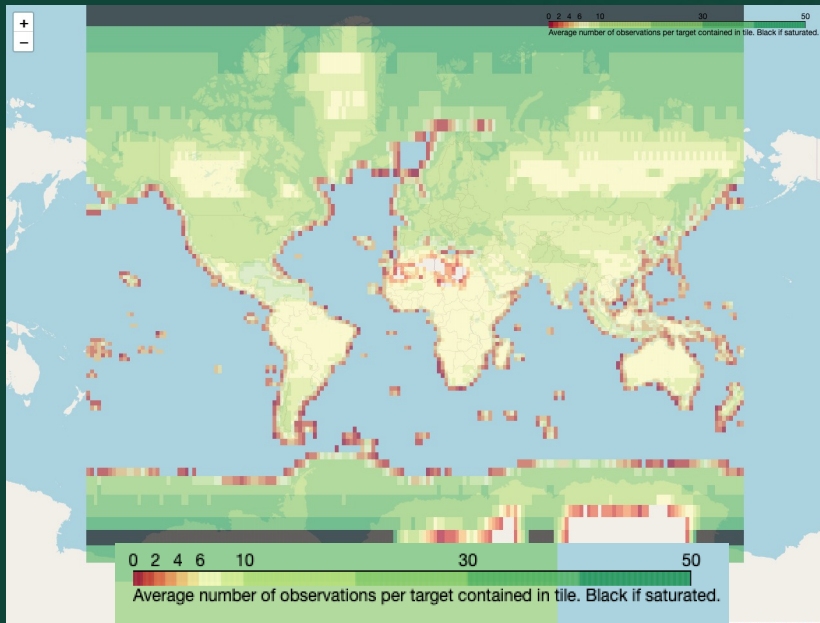 +
−
0 2 4 6 10 30 50
Average number of observations per target contained in tile. Black if saturated.
0 2 4 6 10 30 50
Average number of observations per target contained in tile. Black if saturated.